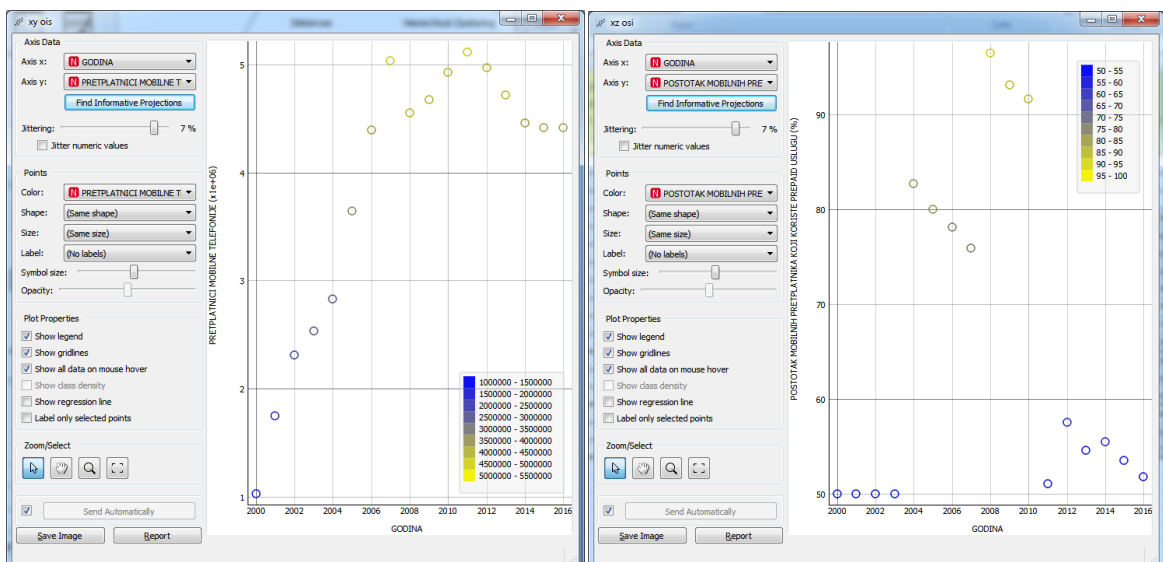 xy ois
Axis Data
Axis x: N GODINA
Axis y: N PRETPLATNICI MOBILNE T
Find Informative Projections
Jittering: 7 %
Jitter numeric values
Points
Color: N PRETPLATNICI MOBILNE T
Shape: (Same shape)
Size: (Same size)
Label: (No labels)
Symbol size:
Opacity:
Plot Properties
Show legend
Show gridlines
Show all data on mouse hover
Show class density
Show regression line
Label only selected points
Zoom/Select
Send Automatically
Save Image
Report
PRETPLATNICI MOBILNE TELEFONIJE (x1e+06)
5
4
3
2
1
1000000 - 1500000
1500000 - 2000000
2000000 - 2500000
2500000 - 3000000
3000000 - 3500000
3500000 - 4000000
4000000 - 4500000
4500000 - 5000000
5000000 - 5500000
2000 2002 2004 2006 2008 2010 2012 2014 2016
GODINA
xz osi
Axis Data
Axis x: N GODINA
Axis y: N POSTOTAK MOBILNIH PRE
Find Informative Projections
Jittering: 7 %
Jitter numeric values
Points
Color: N POSTOTAK MOBILNIH PRE
Shape: (Same shape)
Size: (Same size)
Label: (No labels)
Symbol size:
Opacity:
Plot Properties
Show legend
Show gridlines
Show all data on mouse hover
Show class density
Show regression line
Label only selected points
Zoom/Select
Send Automatically
Save Image
Report
POSTOTAK MOBILNIH PRETPLATNIKA KOJI KORISTE PREPAID USLUGU (%)
90
80
70
60
50
50 - 55
55 - 60
60 - 65
65 - 70
70 - 75
75 - 80
80 - 85
85 - 90
90 - 95
95 - 100
2000 2002 2004 2006 2008 2010 2012 2014 2016
GODINA